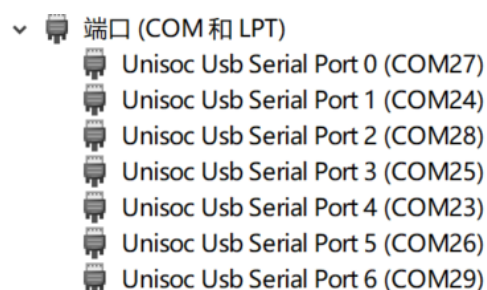 端口 (COM 和 LPT)
Unisoc Usb Serial Port 0 (COM27)
Unisoc Usb Serial Port 1 (COM24)
Unisoc Usb Serial Port 2 (COM28)
Unisoc Usb Serial Port 3 (COM25)
Unisoc Usb Serial Port 4 (COM23)
Unisoc Usb Serial Port 5 (COM26)
Unisoc Usb Serial Port 6 (COM29)